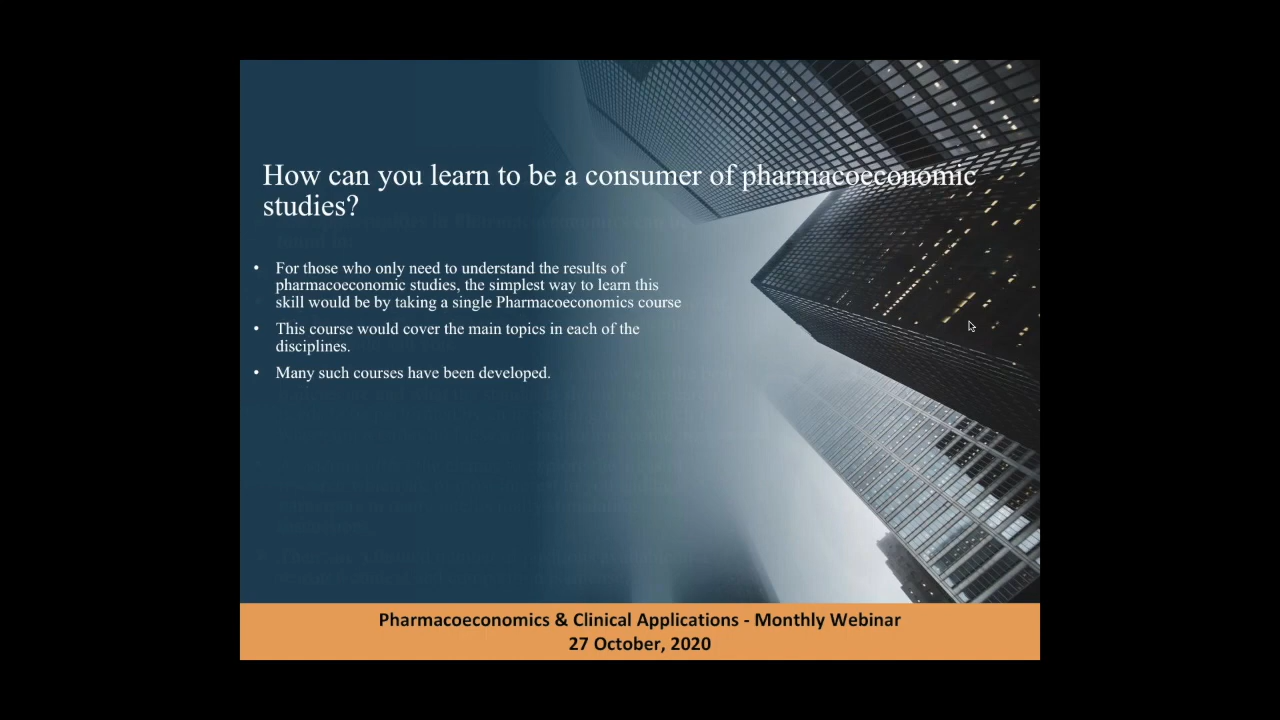 How can you learn to be a consumer of pharmacoeconomic
studies?
• For those who only need to understand the results of
pharmacoeconomic studies, the simplest way to learn this
skill would be by taking a single Pharmacoeconomics course
• This course would cover the main topics in each of the
disciplines.
• Many such courses have been developed.
Pharmacoeconomics & Clinical Applications - Monthly Webinar
27 October, 2020